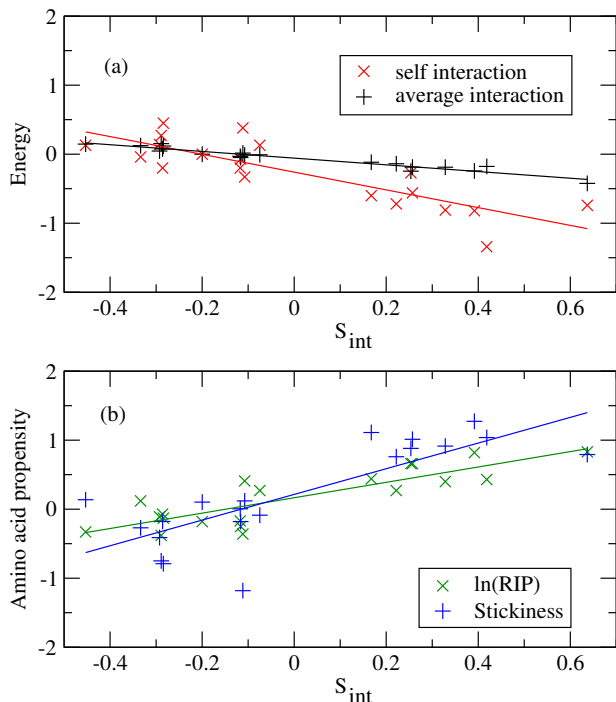 2
(a)
self interaction
average interaction
1
Energy
0
-1
-2
-0.4
-0.2
0
0.2
0.4
0.6
S_int
2
(b)
1
Amino acid propensity
0
-1
ln(RIP)
Stickiness
-2
-0.4
-0.2
0
0.2
0.4
0.6
S_int